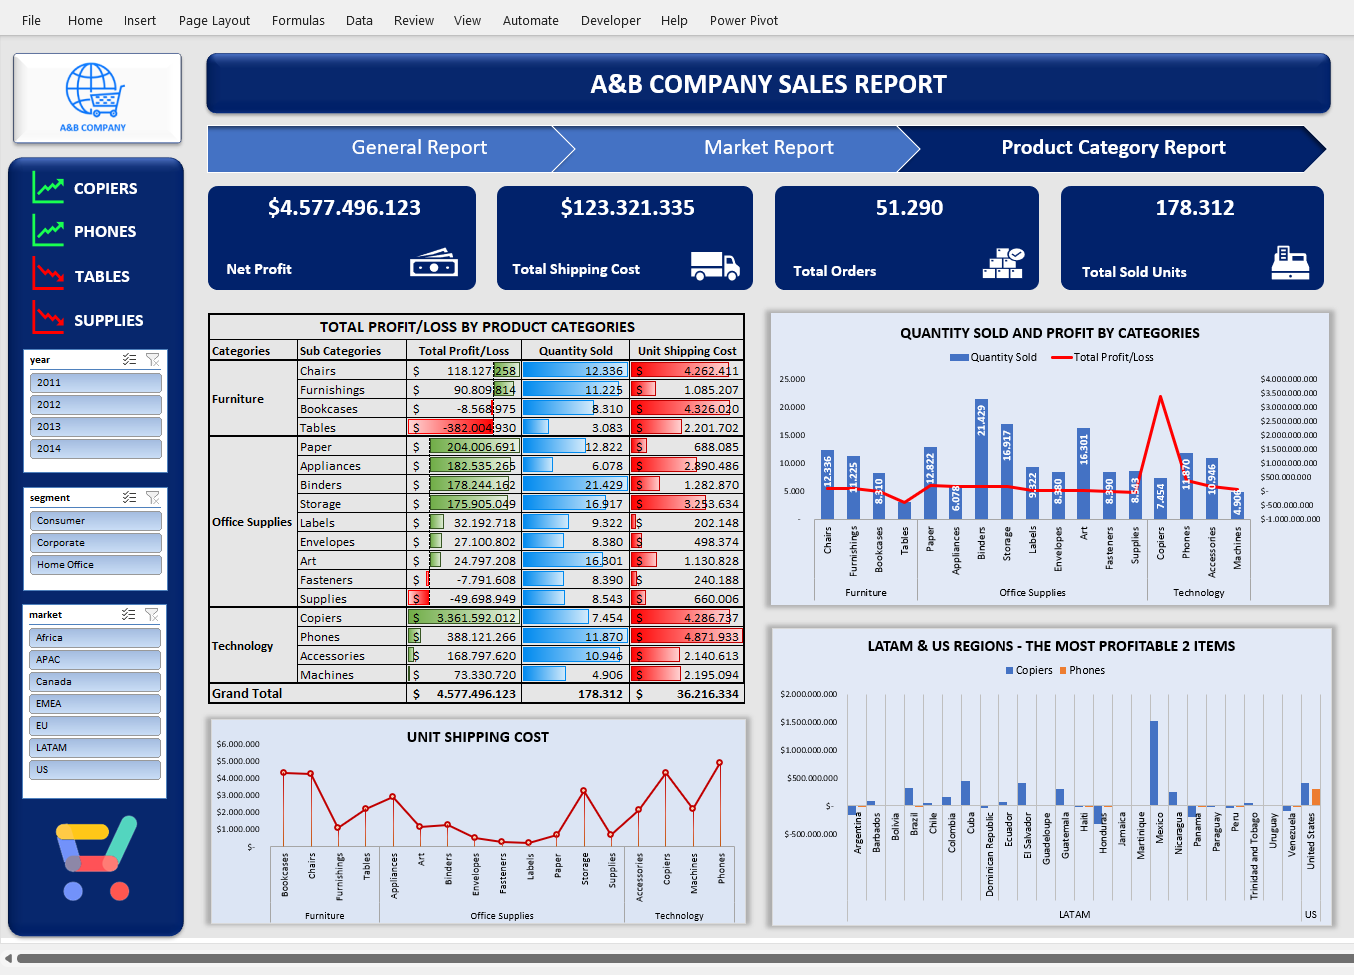 File Home Insert Page Layout Formulas Data Review View Automate Developer Help Power Pivot
A&B COMPANY
A&B COMPANY SALES REPORT
General Report Market Report Product Category Report
COPIERS
PHONES
TABLES
SUPPLIES
year
2011
2012
2013
2014
segment
Consumer
Corporate
Home Office
market
Africa
APAC
Canada
EMEA
EU
LATAM
US
$4.577.496.123
Net Profit
$123.321.335
Total Shipping Cost
51.290
Total Orders
178.312
Total Sold Units
TOTAL PROFIT/LOSS BY PRODUCT CATEGORIES
Categories Sub Categories Total Profit/Loss Quantity Sold Unit Shipping Cost
Furniture
Chairs $ 118.127.258 12.336 $ 4.262.411
Furnishings $ 90.809.814 11.225 $ 1.085.207
Bookcases $ -8.568.975 8.310 $ 4.326.020
Tables $ -382.004.930 3.083 $ 2.201.702
Office Supplies
Paper $ 204.006.691 12.822 $ 688.085
Appliances $ 182.535.265 6.078 $ 2.890.486
Binders $ 178.244.162 21.429 $ 1.282.870
Storage $ 175.905.049 16.917 $ 3.253.634
Labels $ 32.192.718 9.322 $ 202.148
Envelopes $ 27.100.802 8.380 $ 498.374
Art $ 24.797.208 16.301 $ 1.130.828
Fasteners $ -7.791.608 8.390 $ 240.188
Supplies $ -49.698.949 8.543 $ 660.006
Technology
Copiers $ 3.361.592.012 7.454 $ 4.286.737
Phones $ 388.121.266 11.870 $ 4.871.933
Accessories $ 168.797.620 10.946 $ 2.140.613
Machines $ 73.330.720 4.906 $ 2.195.094
Grand Total $ 4.577.496.123 178.312 $ 36.216.334
QUANTITY SOLD AND PROFIT BY CATEGORIES
Quantity Sold Total Profit/Loss
25.000
20.000
15.000
10.000
5.000
-
$4.000.000.000
$3.500.000.000
$3.000.000.000
$2.500.000.000
$2.000.000.000
$1.500.000.000
$1.000.000.000
$500.000.000
$-
$-500.000.000
$-1.000.000.000
12.336 11.225 8.310 12.822 6.078 21.429 16.917 9.322 8.380 16.301 8.390 8.543 7.454 11.870 10.946 4.906
Chairs Furnishings Bookcases Tables Paper Appliances Binders Storage Labels Envelopes Art Fasteners Supplies Copiers Phones Accessories Machines
Furniture Office Supplies Technology
UNIT SHIPPING COST
$6.000.000
$5.000.000
$4.000.000
$3.000.000
$2.000.000
$1.000.000
$-
Bookcases Chairs Furnishings Tables Appliances Art Binders Envelopes Fasteners Labels Paper Storage Supplies Accessories Copiers Machines Phones
Furniture Office Supplies Technology
LATAM & US REGIONS - THE MOST PROFITABLE 2 ITEMS
Copiers Phones
$2.000.000.000
$1.500.000.000
$1.000.000.000
$500.000.000
$-
$-500.000.000
Argentina Barbados Bolivia Brazil Chile Colombia Cuba Dominican Republic Ecuador El Salvador Guadeloupe Guatemala Haiti Honduras Jamaica Martinique Mexico Nicaragua Panama Paraguay Peru Trinidad and Tobago Uruguay Venezuela United States
LATAM US